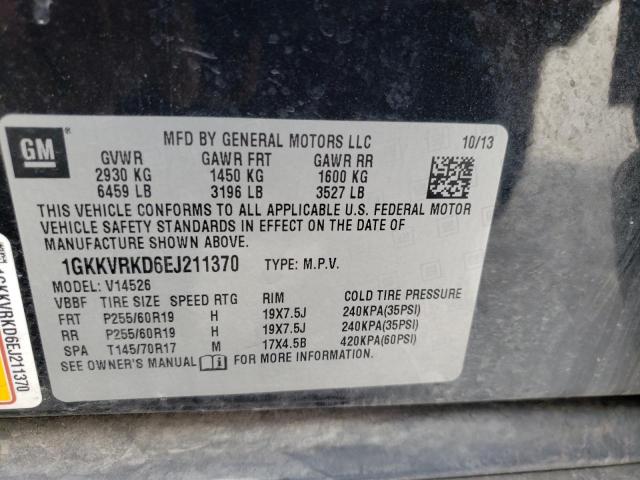 GM
MFD BY GENERAL MOTORS LLC 10/13
GVWR GAWR FRT GAWR RR
2930 KG 1450 KG 1600 KG
6459 LB 3196 LB 3527 LB
THIS VEHICLE CONFORMS TO ALL APPLICABLE U.S. FEDERAL MOTOR
VEHICLE SAFETY STANDARDS IN EFFECT ON THE DATE OF
MANUFACTURE SHOWN ABOVE.
1GKKVRKD6EJ211370 TYPE: M.P.V.
MODEL: V14526
VBBF TIRE SIZE SPEED RTG RIM COLD TIRE PRESSURE
FRT P255/60R19 H 19X7.5J 240KPA(35PSI)
RR P255/60R19 H 19X7.5J 240KPA(35PSI)
SPA T145/70R17 M 17X4.5B 420KPA(60PSI)
SEE OWNER'S MANUAL FOR MORE INFORMATION.
1GKKVRKD6EJ211370